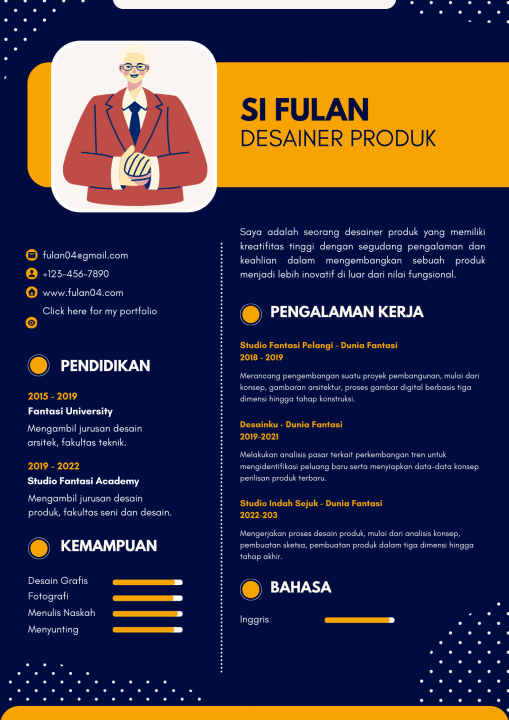 SI FULAN
DESAINER PRODUK
fulan04@gmail.com
+123-456-7890
www.fulan04.com
Click here for my portfolio
PENDIDIKAN
2015 - 2019
Fantasi University
Mengambil jurusan desain
arsitek, fakultas teknik.
2019 - 2022
Studio Fantasi Academy
Mengambil jurusan desain
produk, fakultas seni dan desain.
KEMAMPUAN
Desain Grafis
Fotografi
Menulis Naskah
Menyunting
Saya adalah seorang desainer produk yang memiliki
kreatifitas tinggi dengan segudang pengalaman dan
keahlian dalam mengembangkan sebuah produk
menjadi lebih inovatif di luar dari nilai fungsional.
PENGALAMAN KERJA
Studio Fantasi Pelangi - Dunia Fantasi
2018 - 2019
Merancang pengembangan suatu proyek pembangunan, mulai dari
konsep, gambaran arsitektur, proses gambar digital berbasis tiga
dimensi hingga tahap konstruksi.
Desainku - Dunia Fantasi
2019-2021
Melakukan analisis pasar terkait perkembangan tren untuk
mengidentifikasi peluang baru serta menyiapkan data-data konsep
perilisan produk terbaru.
Studio Indah Sejuk - Dunia Fantasi
2022-203
Mengerjakan proses desain produk, mulai dari analisis konsep,
pembuatan sketsa, pembuatan produk dalam tiga dimensi hingga
tahap akhir.
BAHASA
Inggris